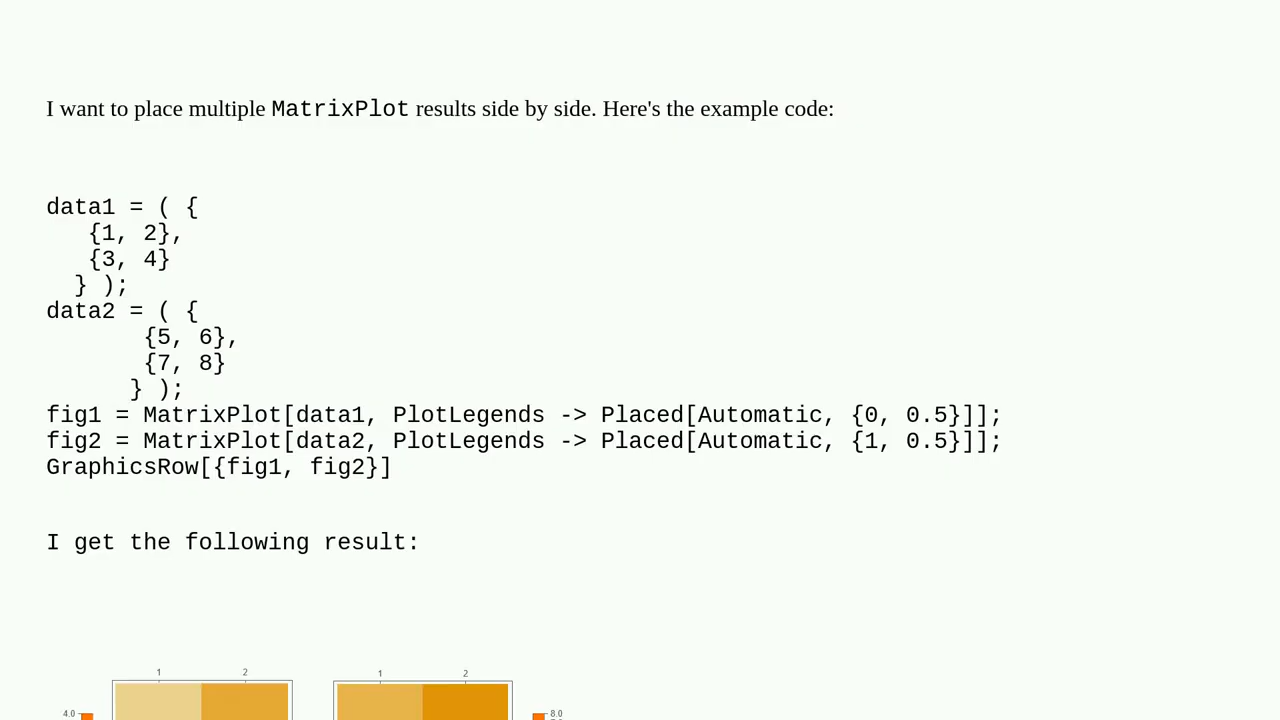 I want to place multiple MatrixPlot results side by side. Here's the example code:
data1 = ( {
   {1, 2},
   {3, 4}
  } );
data2 = ( {
       {5, 6},
       {7, 8}
      } );
fig1 = MatrixPlot[data1, PlotLegends -> Placed[Automatic, {0, 0.5}]];
fig2 = MatrixPlot[data2, PlotLegends -> Placed[Automatic, {1, 0.5}]];
GraphicsRow[{fig1, fig2}]
I get the following result:
1 2 1 2
4.0 8.0